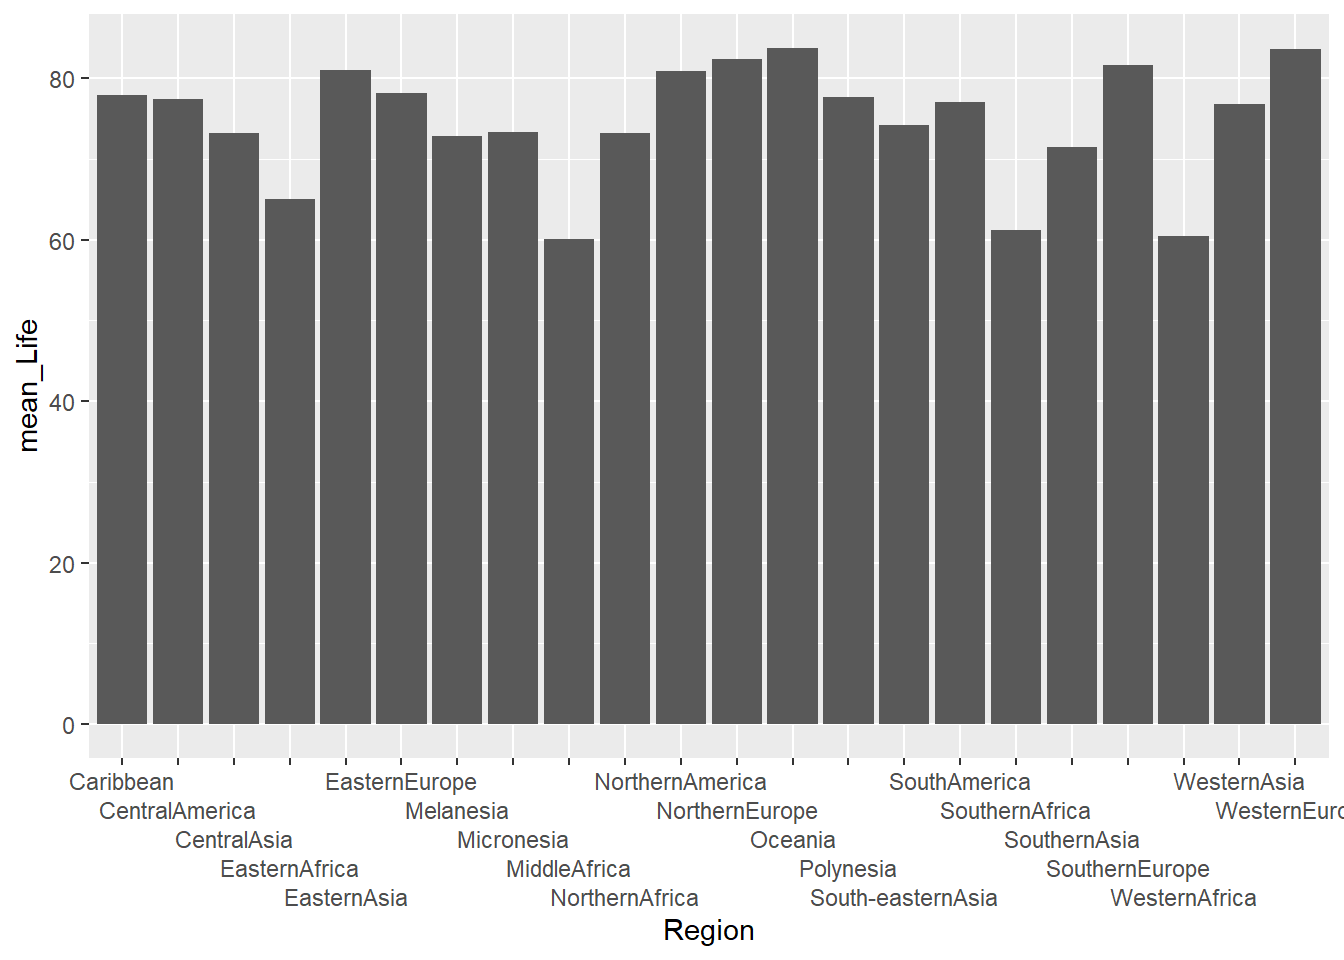 80
60
40
20
0
mean_Life
Caribbean EasternEurope NorthernAmerica SouthAmerica WesternAsia
CentralAmerica Melanesia NorthernEurope SouthernAfrica WesternEuro
CentralAsia Micronesia Oceania SouthernAsia
EasternAfrica MiddleAfrica Polynesia SouthernEurope
EasternAsia NorthernAfrica South-easternAsia WesternAfrica
Region